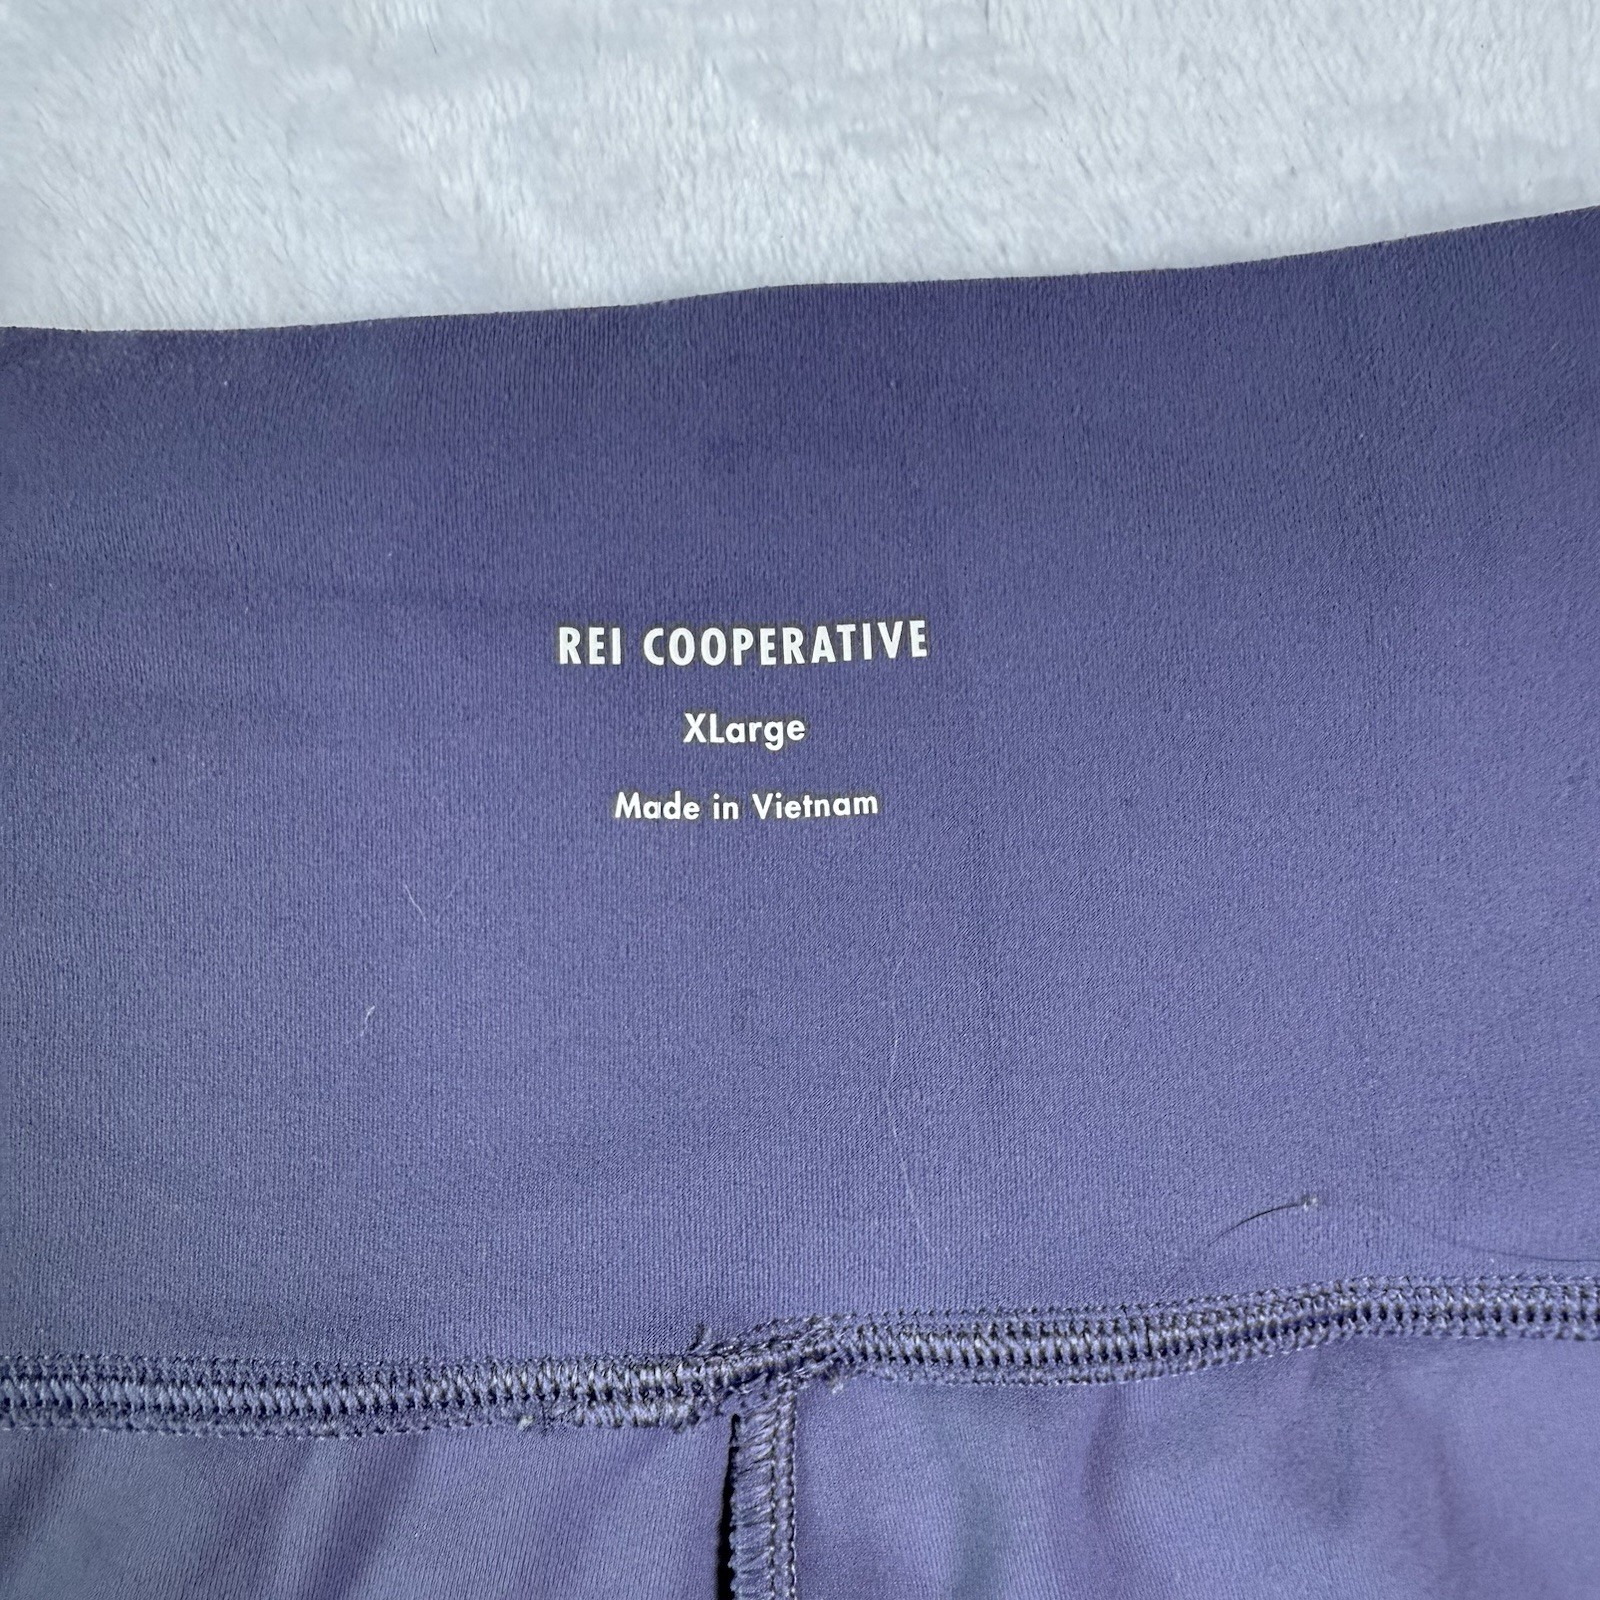 REI COOPERATIVE
XLarge
Made in Vietnam